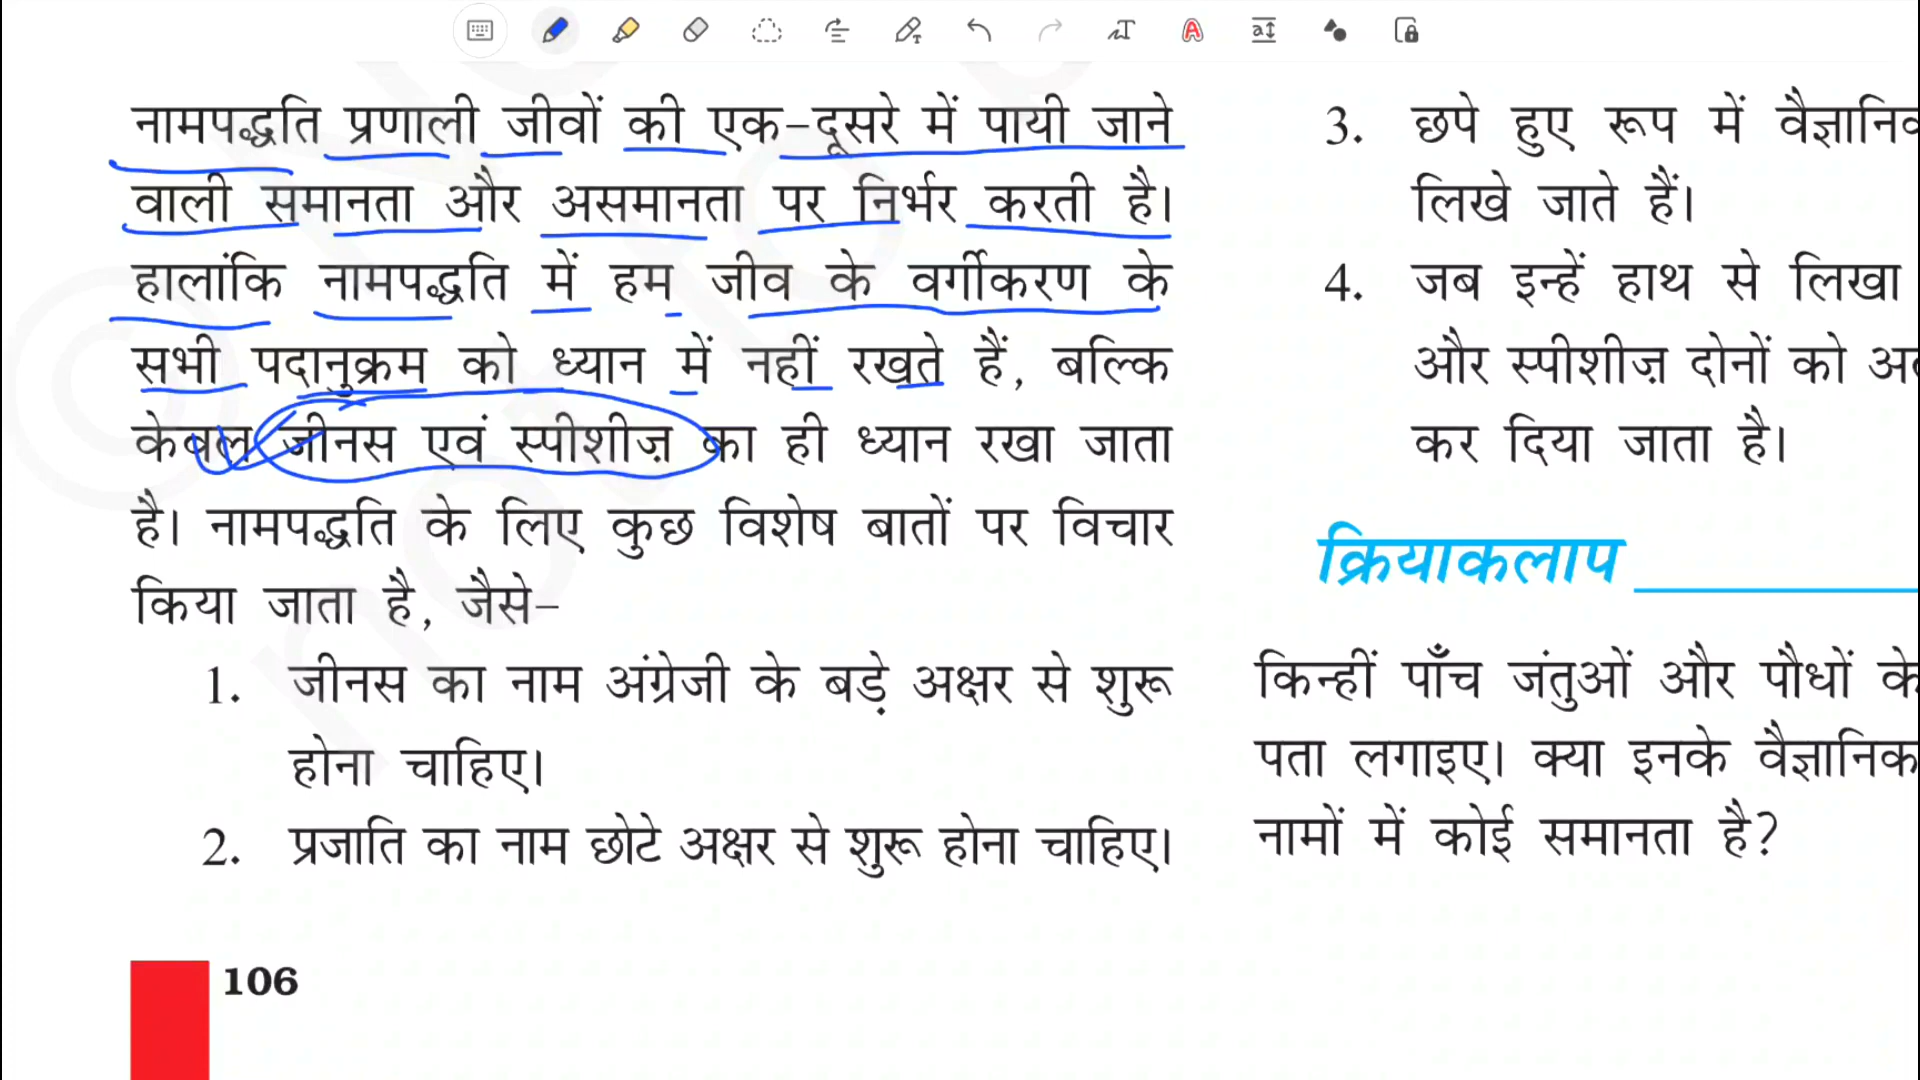 नामपद्धति प्रणाली जीवों की एक-दूसरे में पायी जाने
वाली समानता और असमानता पर निर्भर करती है।
हालांकि नामपद्धति में हम जीव के वर्गीकरण के
सभी पदानुक्रम को ध्यान में नहीं रखते हैं, बल्कि
केवल जीनस एवं स्पीशीज़ का ही ध्यान रखा जाता
है। नामपद्धति के लिए कुछ विशेष बातों पर विचार
किया जाता है, जैसे-
1. जीनस का नाम अंग्रेजी के बड़े अक्षर से शुरू
होना चाहिए।
2. प्रजाति का नाम छोटे अक्षर से शुरू होना चाहिए।
106
3. छपे हुए रूप में
लिखे जाते हैं।
4. जब इन्हें हाथ से लिखा
और स्पीशीज़ दोनों को
कर दिया जाता है।
क्रियाकलाप
किन्हीं पाँच जंतुओं और पौधों के
पता लगाइए। क्या इनके वैज्ञानिक
नामों में कोई समानता है?